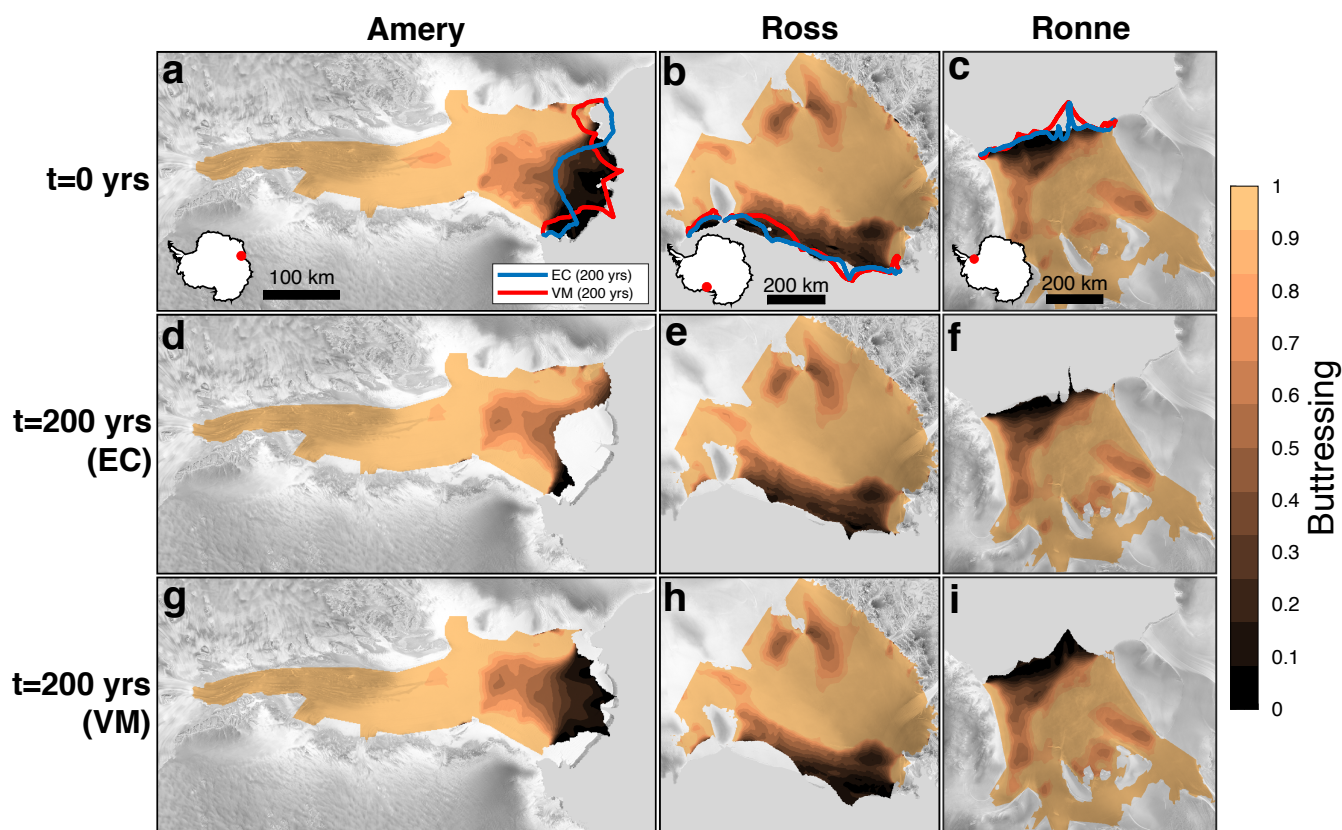 Amery Ross Ronne
a b c
t=0 yrs
100 km
EC (200 yrs)
VM (200 yrs)
200 km
200 km
d e f
t=200 yrs
(EC)
g h i
t=200 yrs
(VM)
1
0.9
0.8
0.7
0.6
0.5
0.4
0.3
0.2
0.1
0
Buttressing